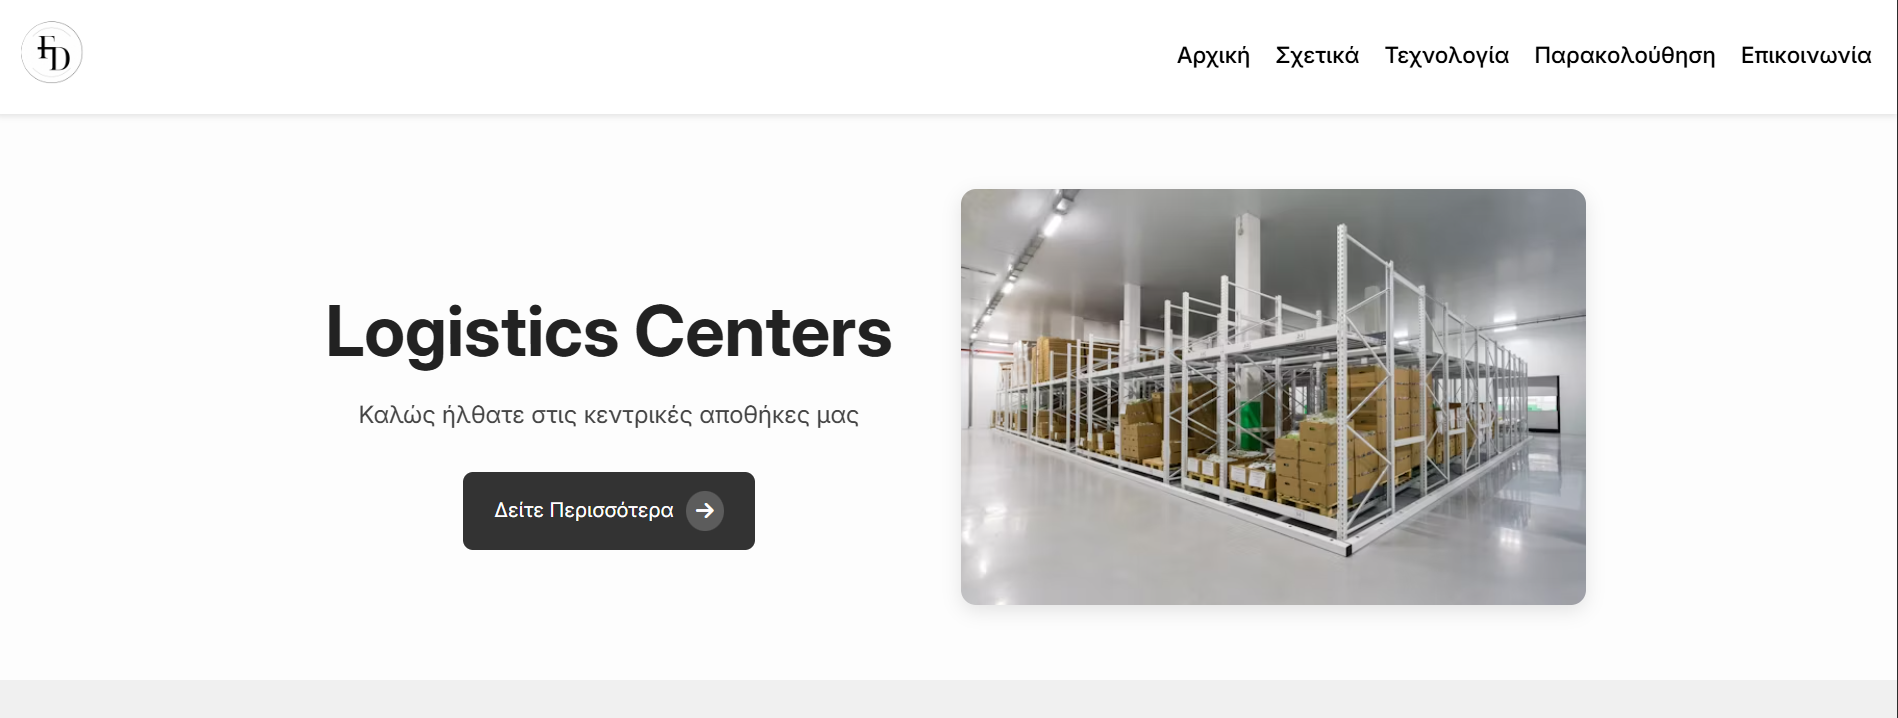 FD
Αρχική Σχετικά Τεχνολογία Παρακολούθηση Επικοινωνία
Logistics Centers
Καλώς ήλθατε στις κεντρικές αποθήκες μας
Δείτε Περισσότερα